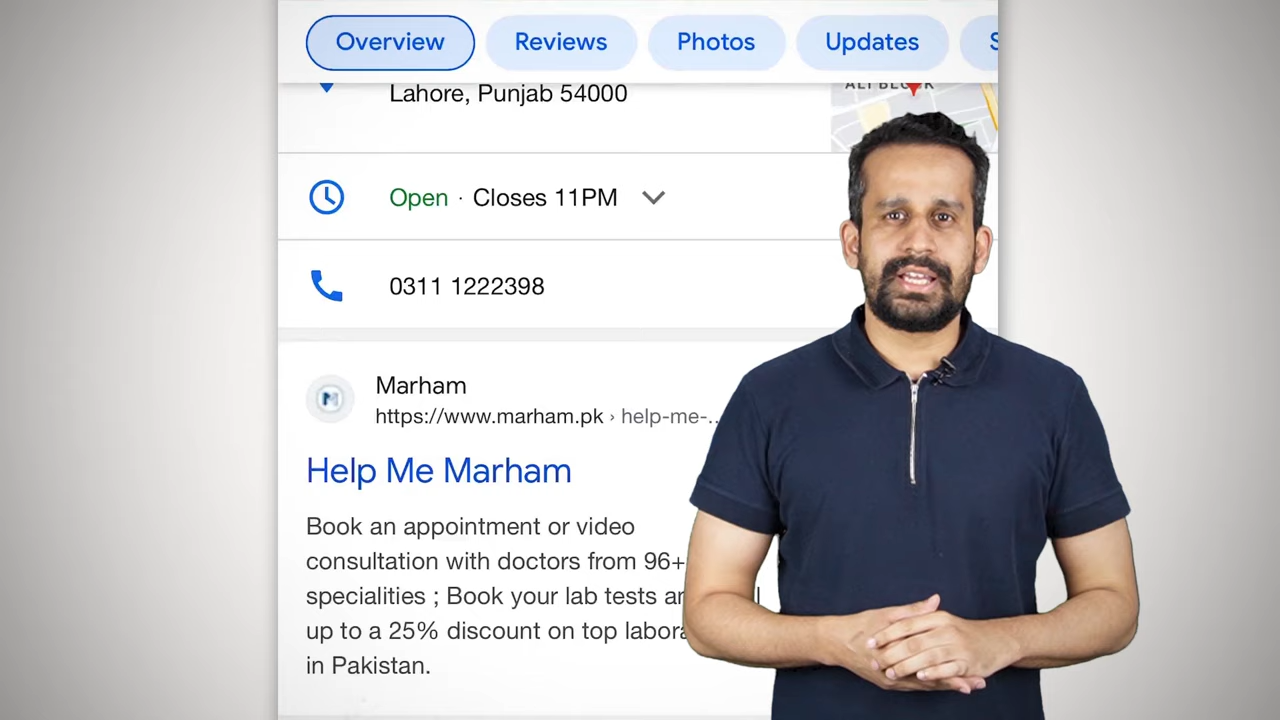 Overview Reviews Photos Updates S
Lahore, Punjab 54000
Open · Closes 11PM
0311 1222398
Marham
https://www.marham.pk › help-me-...
Help Me Marham
Book an appointment or video
consultation with doctors from 96+
specialities ; Book your lab tests
up to a 25% discount on top
in Pakistan.